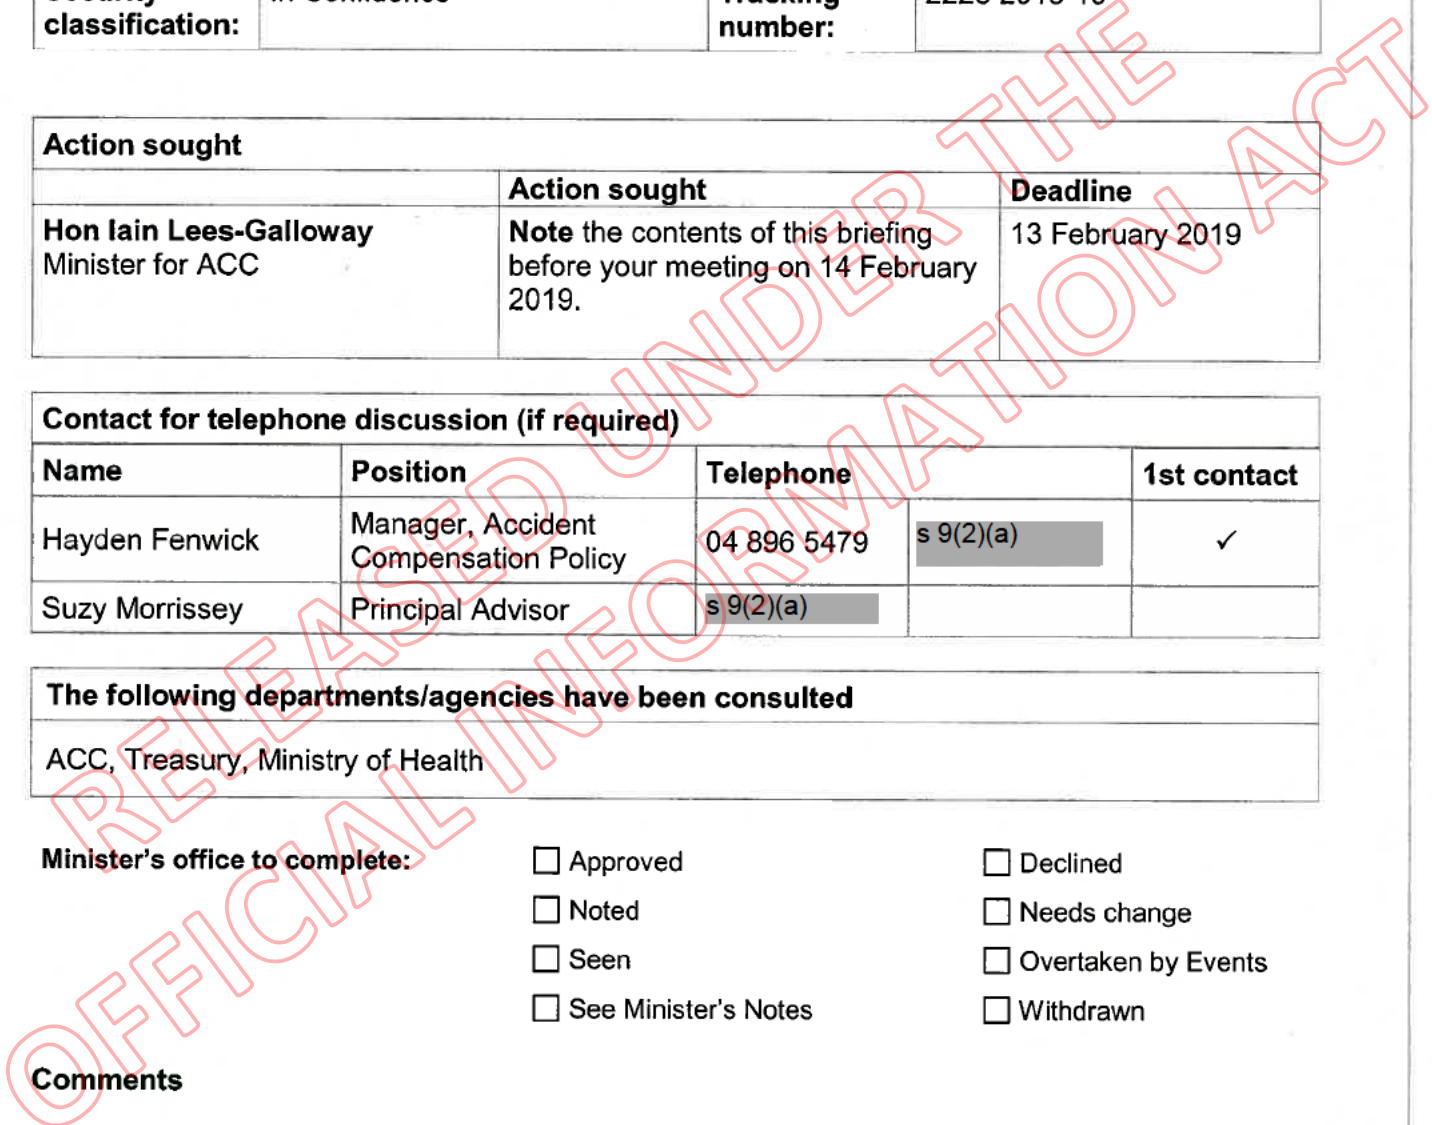 classification:
number:
Action sought
Action sought
Deadline
Hon Iain Lees-Galloway
Minister for ACC
Note the contents of this briefing
before your meeting on 14 February
2019.
13 February 2019
Contact for telephone discussion (if required)
Name
Position
Telephone
1st contact
Hayden Fenwick
Manager, Accident
Compensation Policy
04 896 5479
s 9(2)(a)
✓
Suzy Morrissey
Principal Advisor
s 9(2)(a)
The following departments/agencies have been consulted
ACC, Treasury, Ministry of Health
Minister's office to complete:
Approved
Declined
Noted
Needs change
Seen
Overtaken by Events
See Minister's Notes
Withdrawn
Comments
RELEASED UNDER THE
OFFICIAL INFORMATION ACT